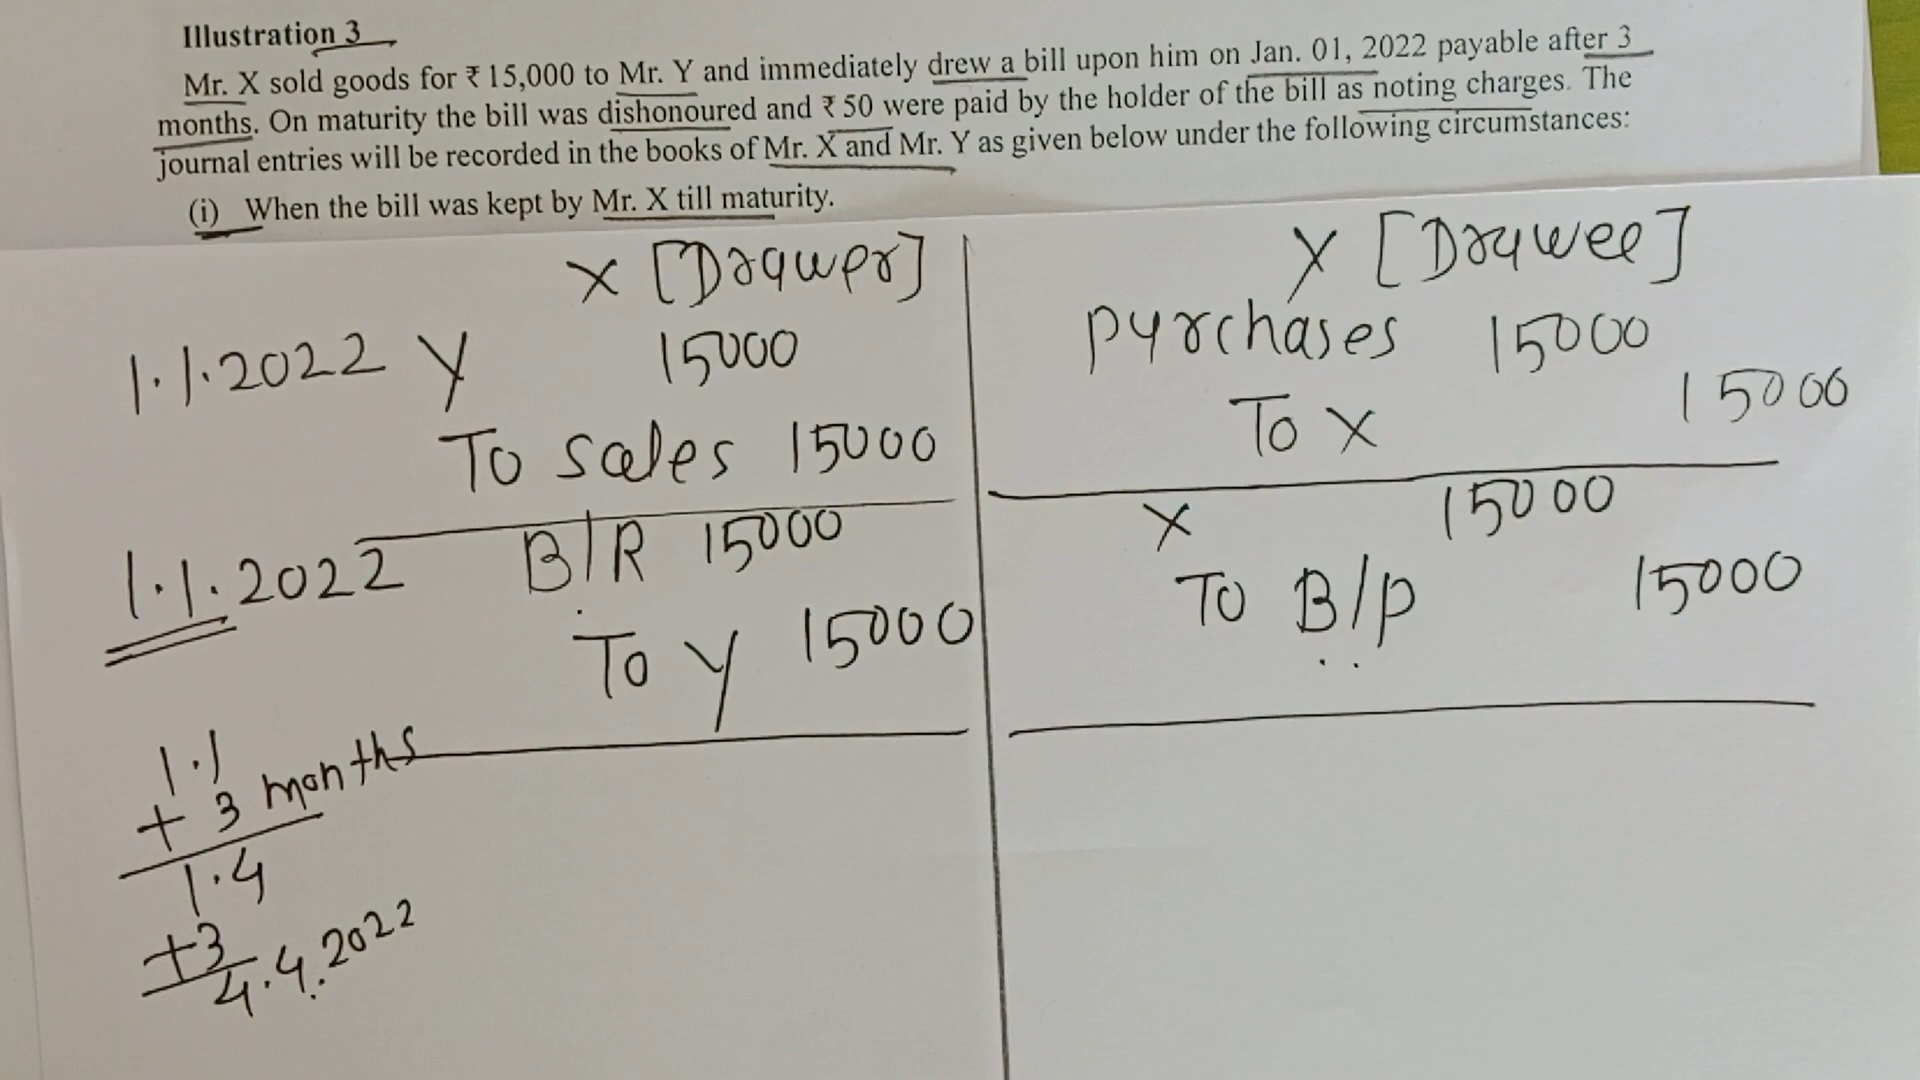 Illustration 3
Mr. X sold goods for ₹ 15,000 to Mr. Y and immediately drew a bill upon him on Jan. 01, 2022 payable after 3
months. On maturity the bill was dishonoured and ₹ 50 were paid by the holder of the bill as noting charges. The
journal entries will be recorded in the books of Mr. X and Mr. Y as given below under the following circumstances:
(i) When the bill was kept by Mr. X till maturity.
X [Drawer]
1.1.2022 Y 15000
To sales 15000
1.1.2022 B/R 15000
To Y 15000
1.1
+ 3 months
1.4
+3
4.4.2022
Y [Drawee]
purchases 15000
To X 15000
X 15000
To B/p 15000